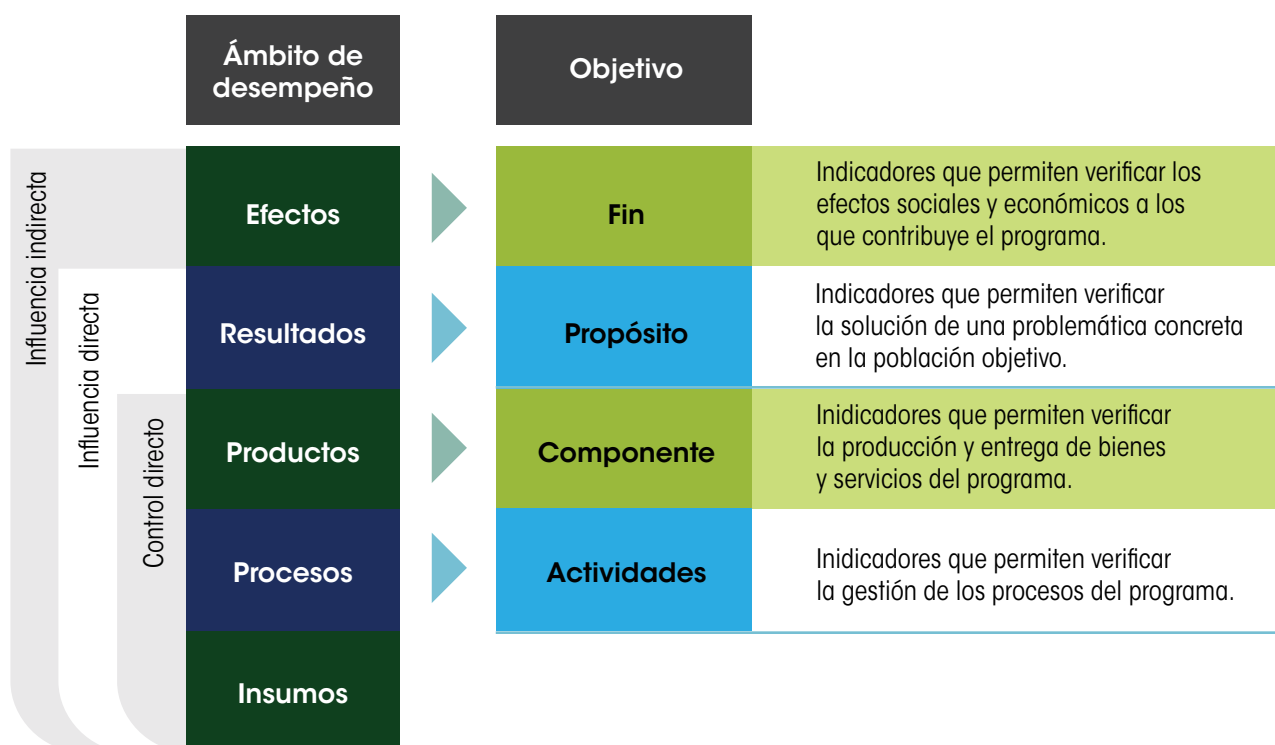 Ámbito de
desempeño
Objetivo
Influencia indirecta
Influencia directa
Control directo
Efectos
Fin
Indicadores que permiten verificar los
efectos sociales y económicos a los
que contribuye el programa.
Resultados
Propósito
Indicadores que permiten verificar
la solución de una problemática concreta
en la población objetivo.
Productos
Componente
Inidicadores que permiten verificar
la producción y entrega de bienes
y servicios del programa.
Procesos
Actividades
Inidicadores que permiten verificar
la gestión de los procesos del programa.
Insumos